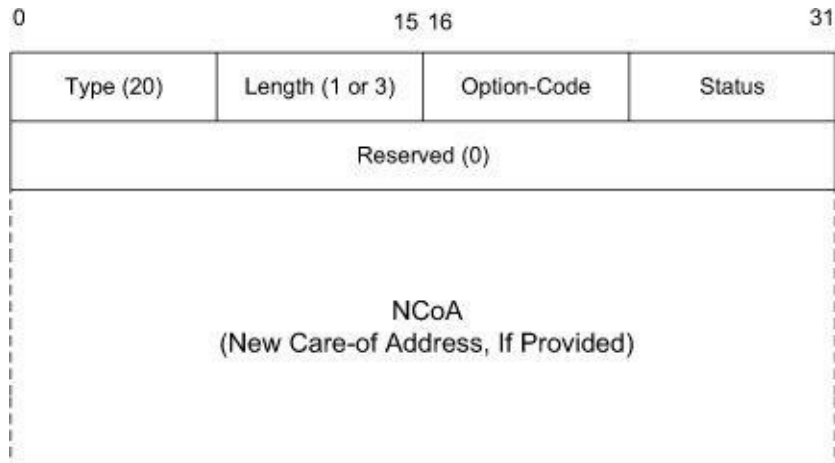 0 15 16 31
Type (20) Length (1 or 3) Option-Code Status
Reserved (0)
NCoA
(New Care-of Address, If Provided)